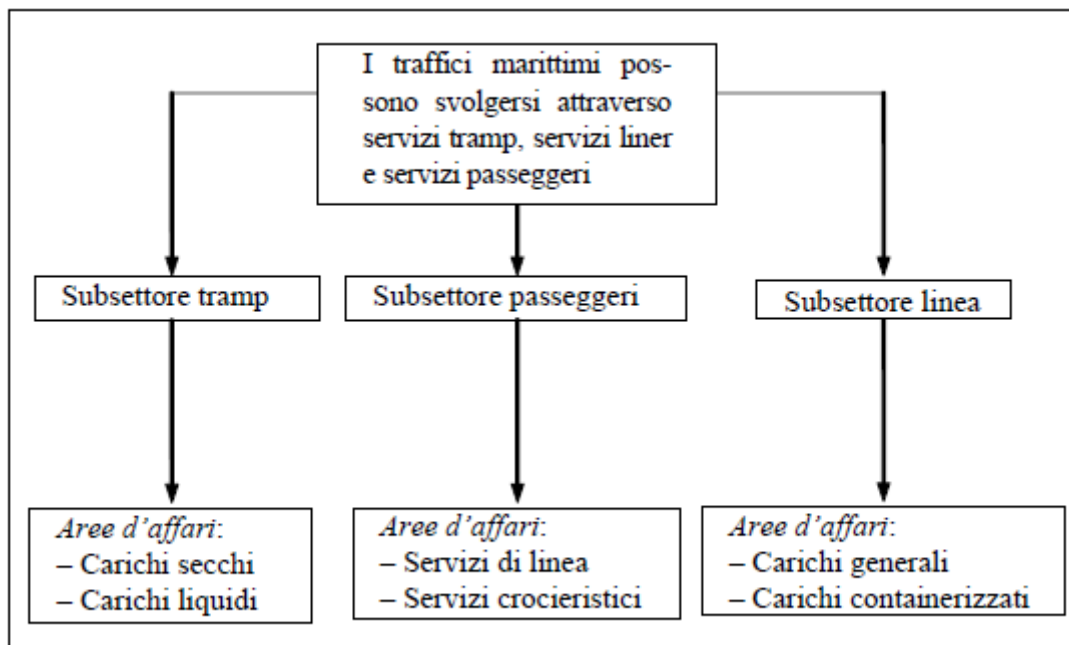 I traffici marittimi pos-
sono svolgersi attraverso
servizi tramp, servizi liner
e servizi passeggeri
Subsettore tramp
Subsettore passeggeri
Subsettore linea
Aree d’affari:
– Carichi secchi
– Carichi liquidi
Aree d’affari:
– Servizi di linea
– Servizi crocieristici
Aree d’affari:
– Carichi generali
– Carichi containerizzati